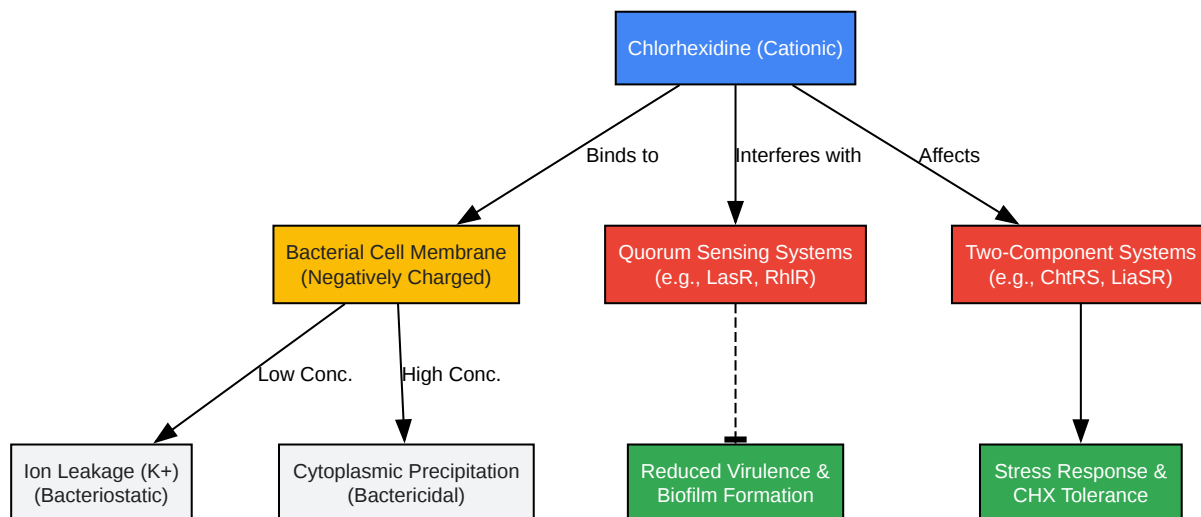 Chlorhexidine (Cationic)
Binds to
Interferes with
Affects
Bacterial Cell Membrane
(Negatively Charged)
Quorum Sensing Systems
(e.g., LasR, RhlR)
Two-Component Systems
(e.g., ChtRS, LiaSR)
Low Conc.
High Conc.
Ion Leakage (K+)
(Bacteriostatic)
Cytoplasmic Precipitation
(Bactericidal)
Reduced Virulence &
Biofilm Formation
Stress Response &
CHX Tolerance